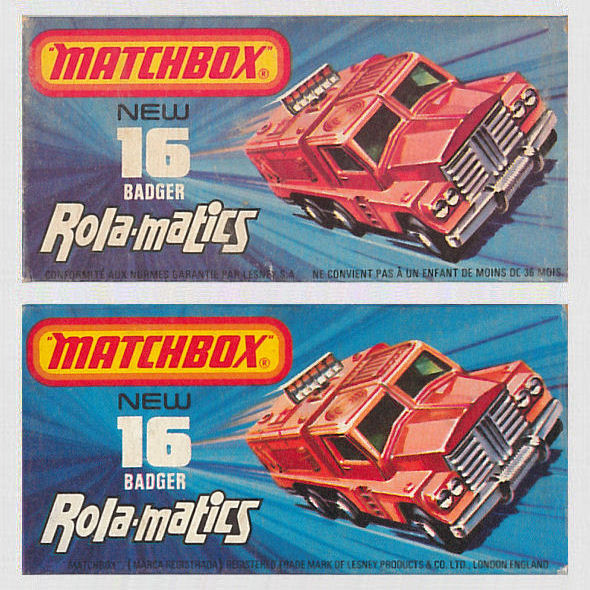 "MATCHBOX"®
NEW
16
BADGER
Rola-matics
CONFORMITÉ AUX NORMES GARANTIE PAR LESNEY S.A. NE CONVIENT PAS À UN ENFANT DE MOINS DE 36 MOIS.
"MATCHBOX"®
NEW
16
BADGER
Rola-matics
MATCHBOX (MARCA REGISTRADA) REGISTERED TRADE MARK OF LESNEY PRODUCTS & CO. LTD., LONDON ENGLAND